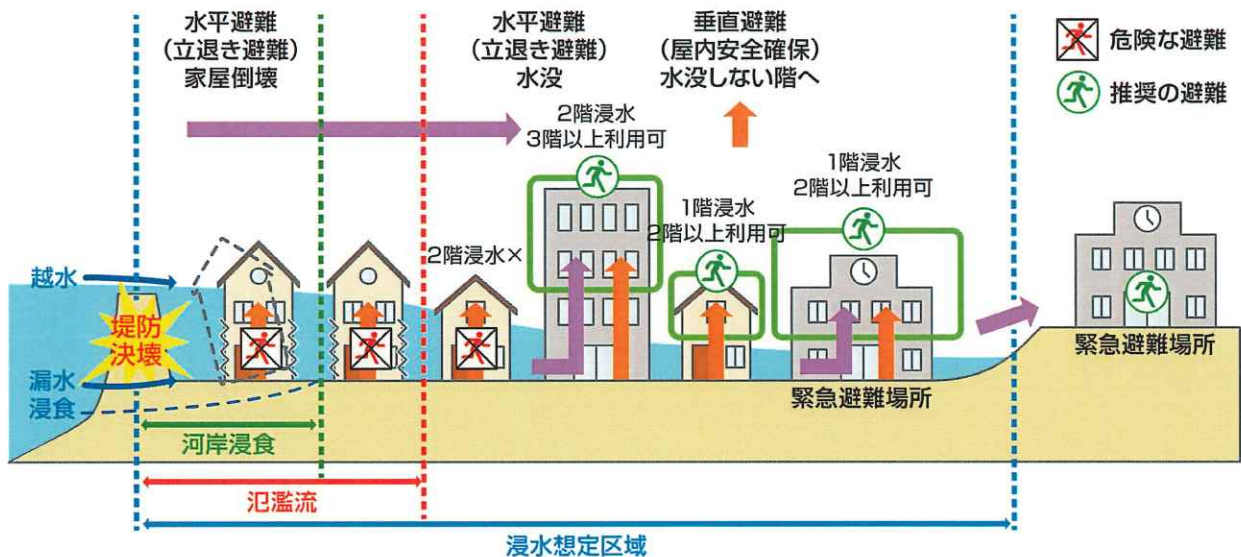 水平避難
（立退き避難）
家屋倒壊
水平避難
（立退き避難）
水没
垂直避難
（屋内安全確保）
水没しない階へ
危険な避難
推奨の避難
2階浸水
3階以上利用可
1階浸水
2階以上利用可
1階浸水
2階以上利用可
2階浸水×
越水
堤防
決壊
漏水
浸食
緊急避難場所
緊急避難場所
河岸浸食
氾濫流
浸水想定区域